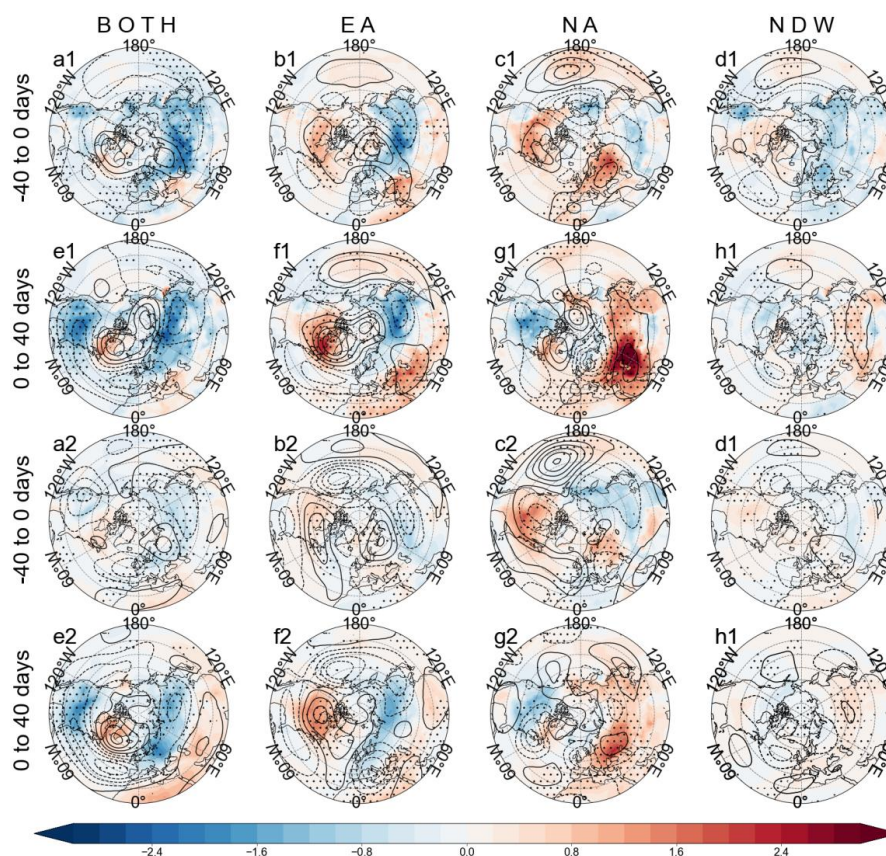 BOTH EA NA NDW
180° 180° 180° 180°
a1 b1 c1 d1
-40 to 0 days
120°W 120°E 120°W 120°E 120°W 120°E 120°W 120°E
60°W 60°E 60°W 60°E 60°W 60°E 60°W 60°E
0° 0° 0° 0°
180° 180° 180° 180°
e1 f1 g1 h1
0 to 40 days
120°W 120°E 120°W 120°E 120°W 120°E 120°W 120°E
60°W 60°E 60°W 60°E 60°W 60°E 60°W 60°E
0° 0° 0° 0°
180° 180° 180° 180°
a2 b2 c2 d1
-40 to 0 days
120°W 120°E 120°W 120°E 120°W 120°E 120°W 120°E
60°W 60°E 60°W 60°E 60°W 60°E 60°W 60°E
0° 0° 0° 0°
180° 180° 180° 180°
e2 f2 g2 h1
0 to 40 days
120°W 120°E 120°W 120°E 120°W 120°E 120°W 120°E
60°W 60°E 60°W 60°E 60°W 60°E 60°W 60°E
0° 0° 0° 0°
−2.4 −1.6 −0.8 0.0 0.8 1.6 2.4